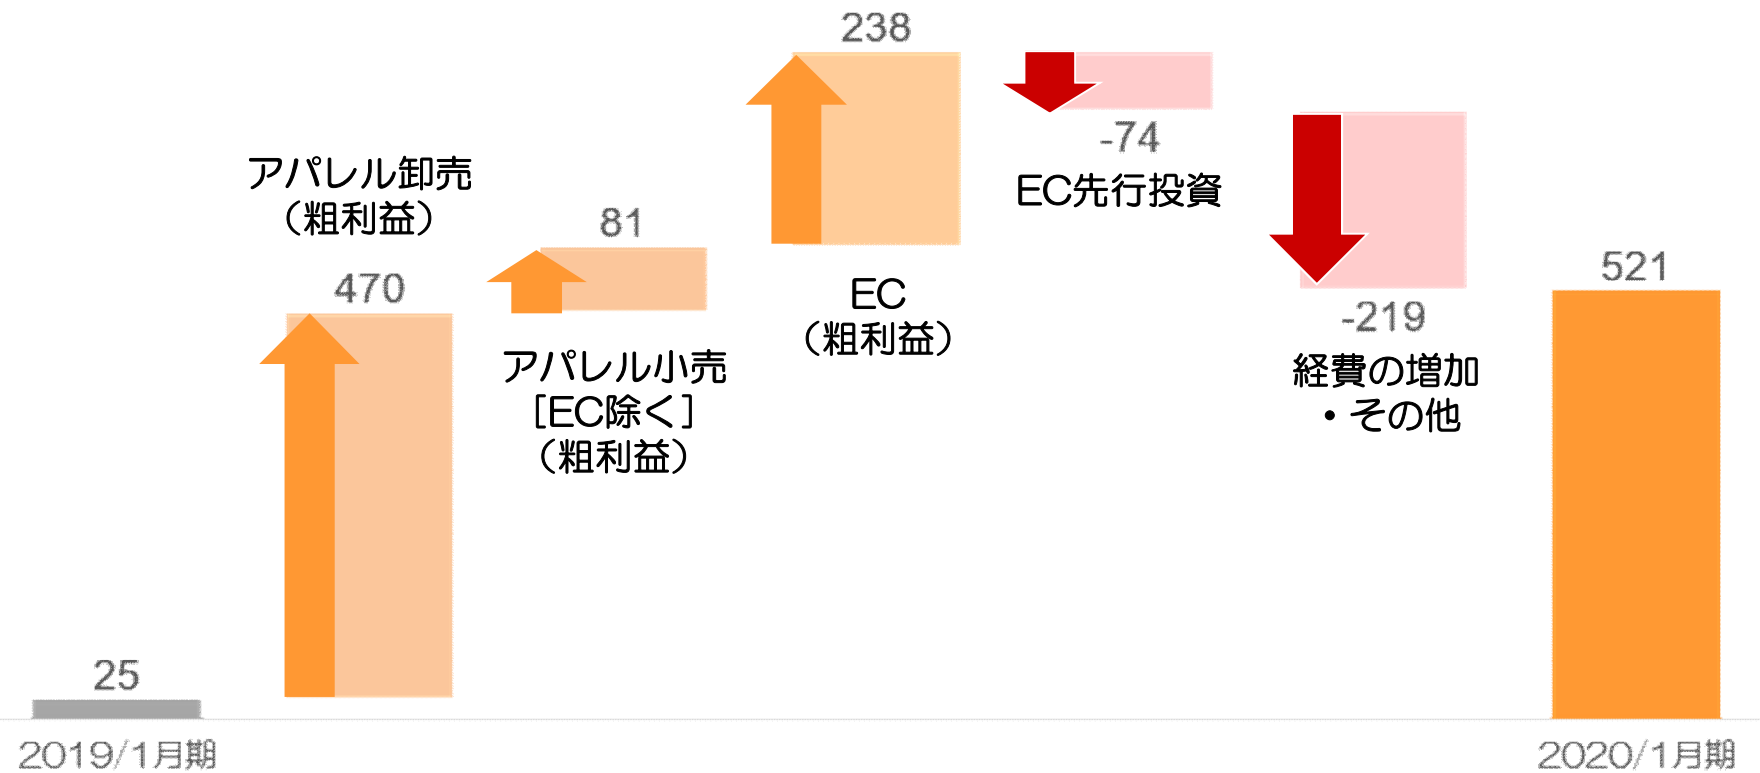 25
2019/1月期
アパレル卸売
（粗利益）
470
81
アパレル小売
[EC除く]
（粗利益）
238
EC
（粗利益）
-74
EC先行投資
-219
経費の増加
・その他
521
2020/1月期